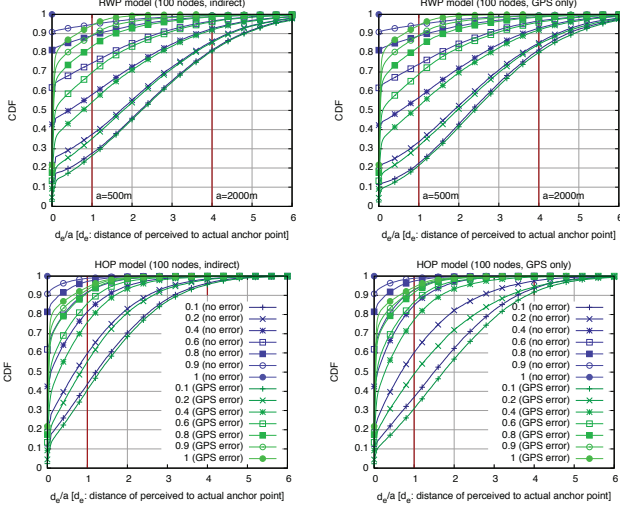 RWP model (100 nodes, indirect)
1
0.9
0.8
0.7
0.6
0.5
0.4
0.3
0.2
0.1
0
CDF
a=500m
a=2000m
0 1 2 3 4 5 6
de/a [de: distance of perceived to actual anchor point]
RWP model (100 nodes, GPS only)
1
0.9
0.8
0.7
0.6
0.5
0.4
0.3
0.2
0.1
0
CDF
a=500m
a=2000m
0 1 2 3 4 5 6
de/a [de: distance of perceived to actual anchor point]
HOP model (100 nodes, indirect)
1
0.9
0.8
0.7
0.6
0.5
0.4
0.3
0.2
0.1
0
CDF
0.1 (no error)
0.2 (no error)
0.4 (no error)
0.6 (no error)
0.8 (no error)
0.9 (no error)
1 (no error)
0.1 (GPS error)
0.2 (GPS error)
0.4 (GPS error)
0.6 (GPS error)
0.8 (GPS error)
0.9 (GPS error)
1 (GPS error)
0 1 2 3 4 5 6
de/a [de: distance of perceived to actual anchor point]
HOP model (100 nodes, GPS only)
1
0.9
0.8
0.7
0.6
0.5
0.4
0.3
0.2
0.1
0
CDF
0.1 (no error)
0.2 (no error)
0.4 (no error)
0.6 (no error)
0.8 (no error)
0.9 (no error)
1 (no error)
0.1 (GPS error)
0.2 (GPS error)
0.4 (GPS error)
0.6 (GPS error)
0.8 (GPS error)
0.9 (GPS error)
1 (GPS error)
0 1 2 3 4 5 6
de/a [de: distance of perceived to actual anchor point]